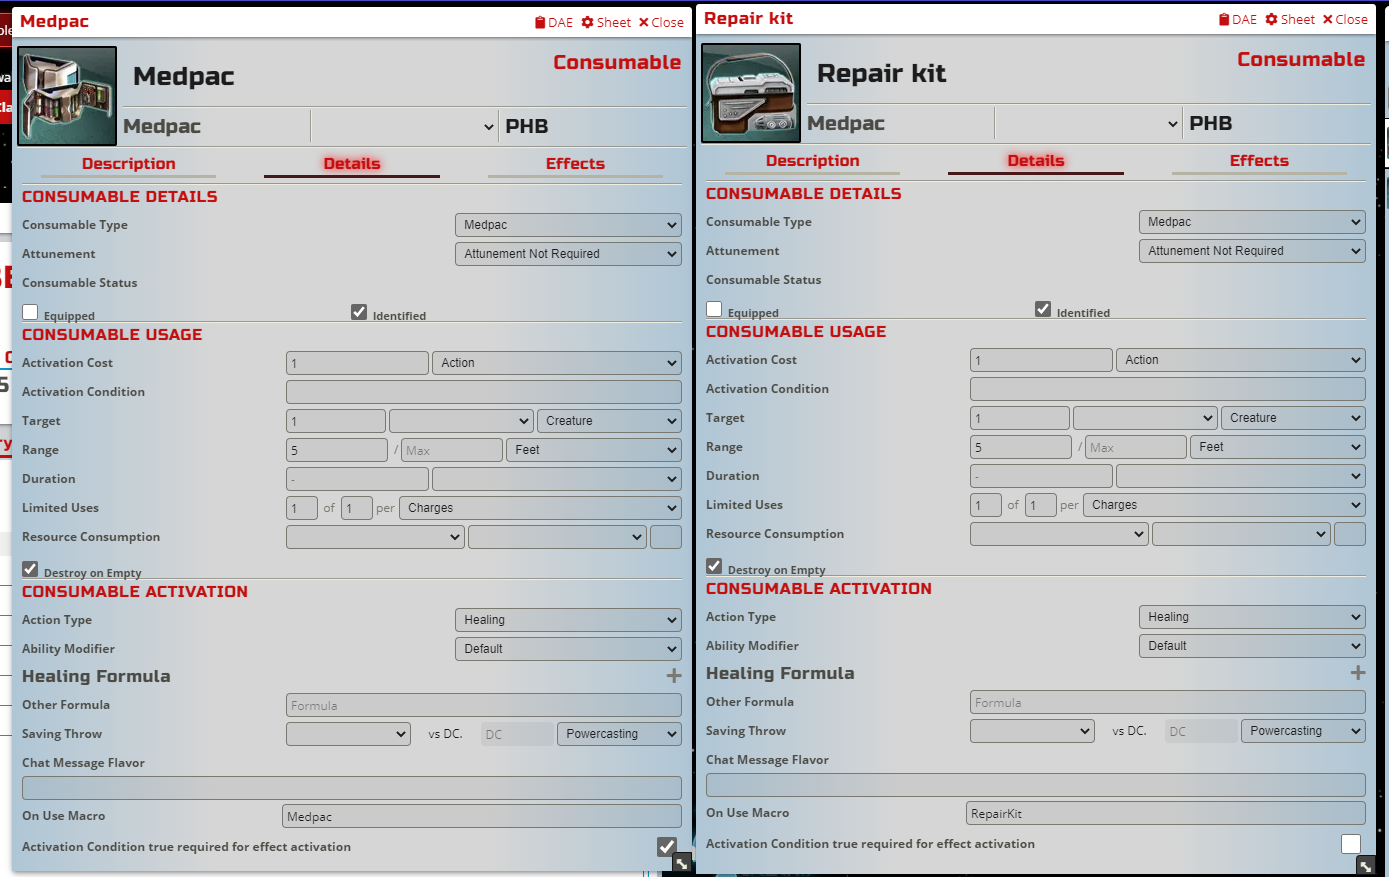 Medpac
DAE Sheet Close
Medpac
Consumable
Medpac
PHB
Description Details Effects
CONSUMABLE DETAILS
Consumable Type Medpac
Attunement Attunement Not Required
Consumable Status
Equipped Identified
CONSUMABLE USAGE
Activation Cost 1 Action
Activation Condition
Target 1 Creature
Range 5 / Max Feet
Duration -
Limited Uses 1 of 1 per Charges
Resource Consumption
Destroy on Empty
CONSUMABLE ACTIVATION
Action Type Healing
Ability Modifier Default
Healing Formula +
Other Formula Formula
Saving Throw vs DC. DC Powercasting
Chat Message Flavor
On Use Macro Medpac
Activation Condition true required for effect activation
Repair kit
DAE Sheet Close
Repair kit
Consumable
Medpac
PHB
Description Details Effects
CONSUMABLE DETAILS
Consumable Type Medpac
Attunement Attunement Not Required
Consumable Status
Equipped Identified
CONSUMABLE USAGE
Activation Cost 1 Action
Activation Condition
Target 1 Creature
Range 5 / Max Feet
Duration -
Limited Uses 1 of 1 per Charges
Resource Consumption
Destroy on Empty
CONSUMABLE ACTIVATION
Action Type Healing
Ability Modifier Default
Healing Formula +
Other Formula Formula
Saving Throw vs DC. DC Powercasting
Chat Message Flavor
On Use Macro RepairKit
Activation Condition true required for effect activation